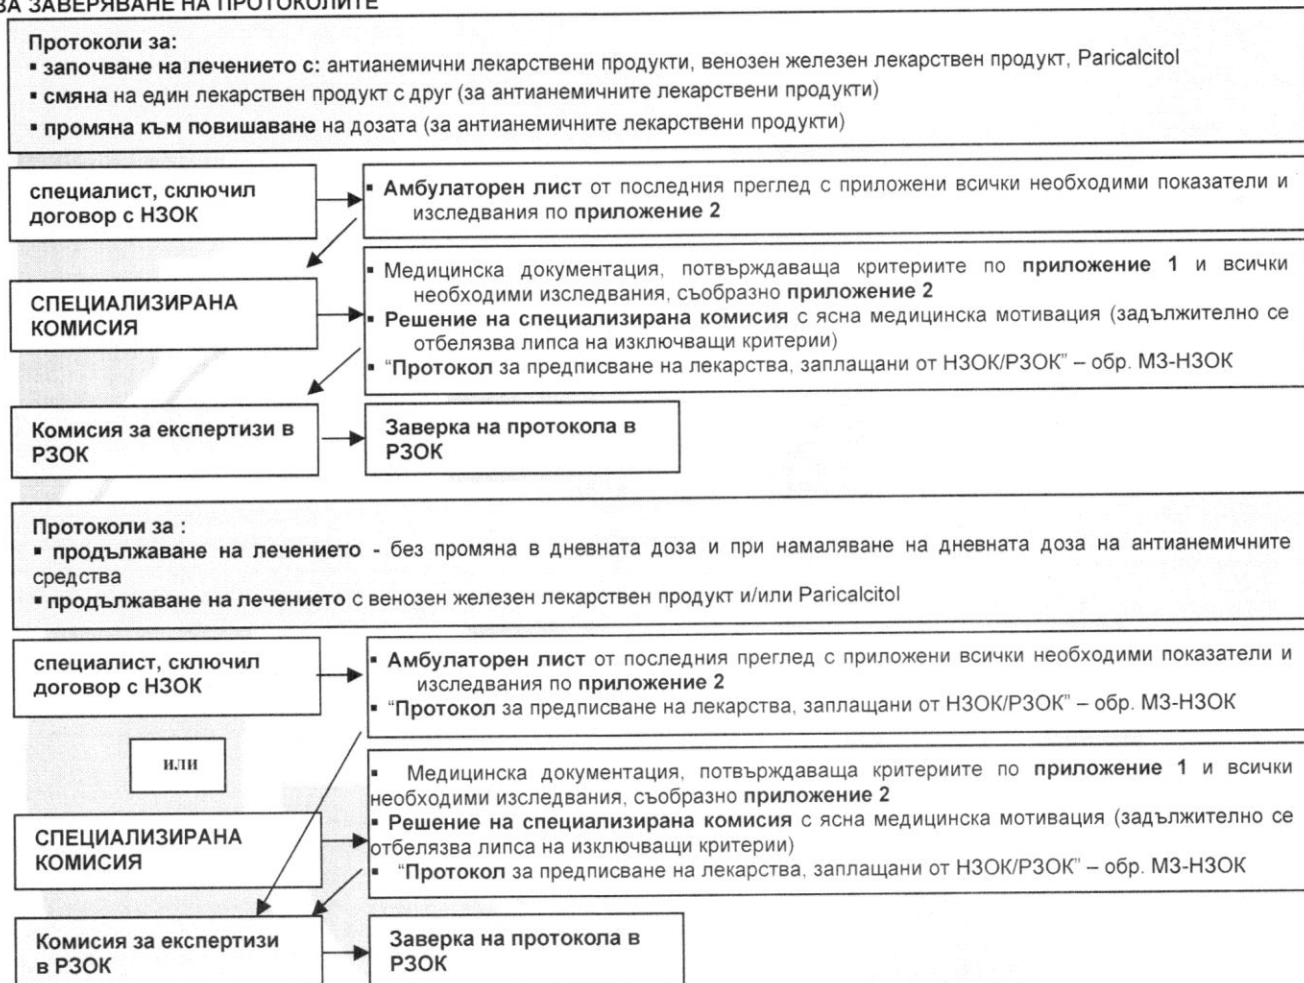 ЗА ЗАВЕРЯВАНЕ НА ПРОТОКОЛИТЕ
Протоколи за:
▪ започване на лечението с: антианемични лекарствени продукти, венозен железен лекарствен продукт, Paricalcitol
▪ смяна на един лекарствен продукт с друг (за антианемичните лекарствени продукти)
▪ промяна към повишаване на дозата (за антианемичните лекарствени продукти)
специалист, сключил
договор с НЗОК
▪ Амбулаторен лист от последния преглед с приложени всички необходими показатели и
изследвания по приложение 2
СПЕЦИАЛИЗИРАНА
КОМИСИЯ
▪ Медицинска документация, потвърждаваща критериите по приложение 1 и всички
необходими изследвания, съобразно приложение 2
▪ Решение на специализирана комисия с ясна медицинска мотивация (задължително се
отбелязва липса на изключващи критерии)
▪ “Протокол за предписване на лекарства, заплащани от НЗОК/РЗОК” – обр. МЗ-НЗОК
Комисия за експертизи в
РЗОК
Заверка на протокола в
РЗОК
Протоколи за :
▪ продължаване на лечението - без промяна в дневната доза и при намаляване на дневната доза на антианемичните
средства
▪ продължаване на лечението с венозен железен лекарствен продукт и/или Paricalcitol
специалист, сключил
договор с НЗОК
▪ Амбулаторен лист от последния преглед с приложени всички необходими показатели и
изследвания по приложение 2
▪ “Протокол за предписване на лекарства, заплащани от НЗОК/РЗОК” – обр. МЗ-НЗОК
или
СПЕЦИАЛИЗИРАНА
КОМИСИЯ
▪ Медицинска документация, потвърждаваща критериите по приложение 1 и всички
необходими изследвания, съобразно приложение 2
▪ Решение на специализирана комисия с ясна медицинска мотивация (задължително се
отбелязва липса на изключващи критерии)
▪ “Протокол за предписване на лекарства, заплащани от НЗОК/РЗОК” – обр. МЗ-НЗОК
Комисия за експертизи
в РЗОК
Заверка на протокола в
РЗОК